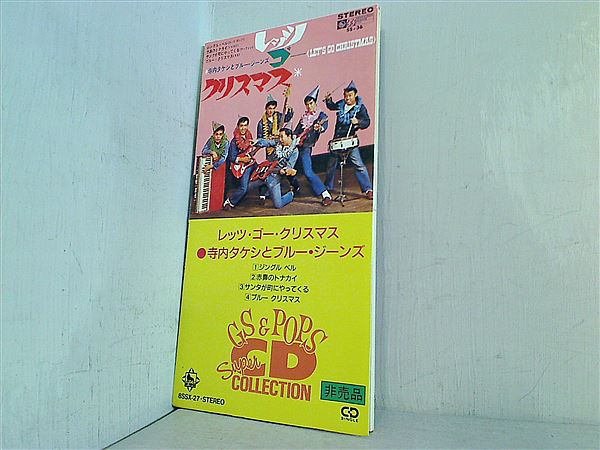 STEREO
SS-36
レッツ
ゴー
(LET'S GO CHRISTMAS)
寺内タケシとブルージーンズ
クリスマス
レッツ・ゴー・クリスマス
●寺内タケシとブルー・ジーンズ
1ジングル ベル
2.赤鼻のトナカイ
3.サンタが町にやってくる
4ブルー クリスマス
GS & POPS
Super CD
COLLECTION
非売品
8SSX-27・STEREO
CD
SINGLE